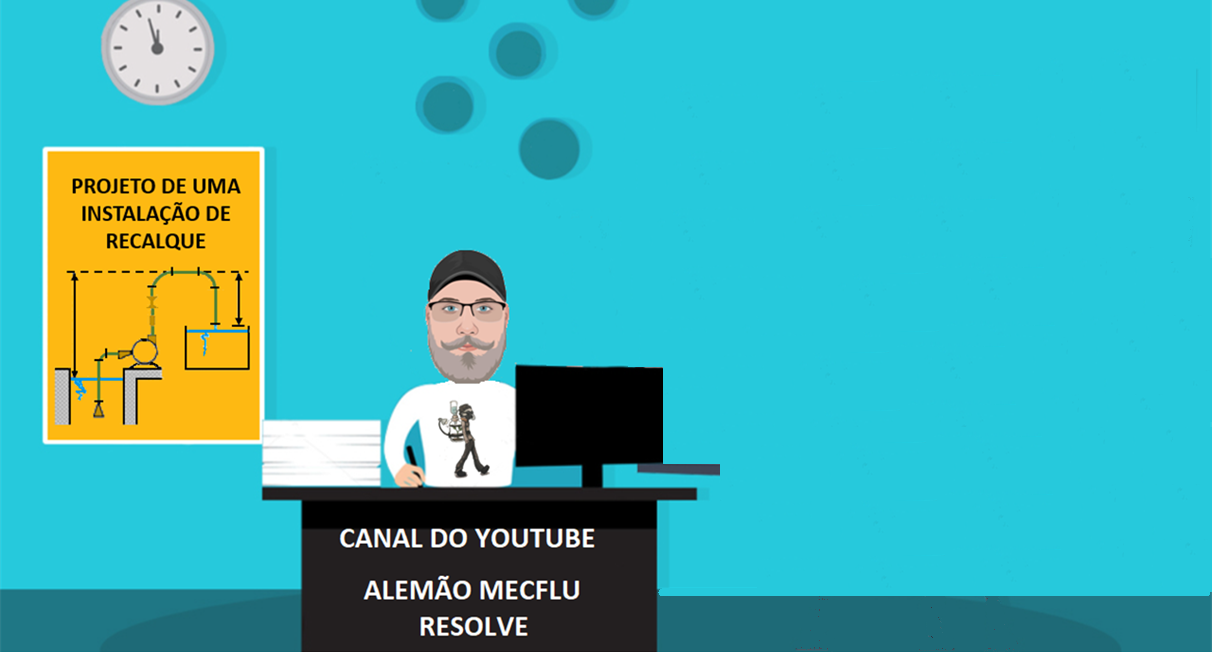 PROJETO DE UMA
INSTALAÇÃO DE
RECALQUE
CANAL DO YOUTUBE
ALEMÃO MECFLU
RESOLVE